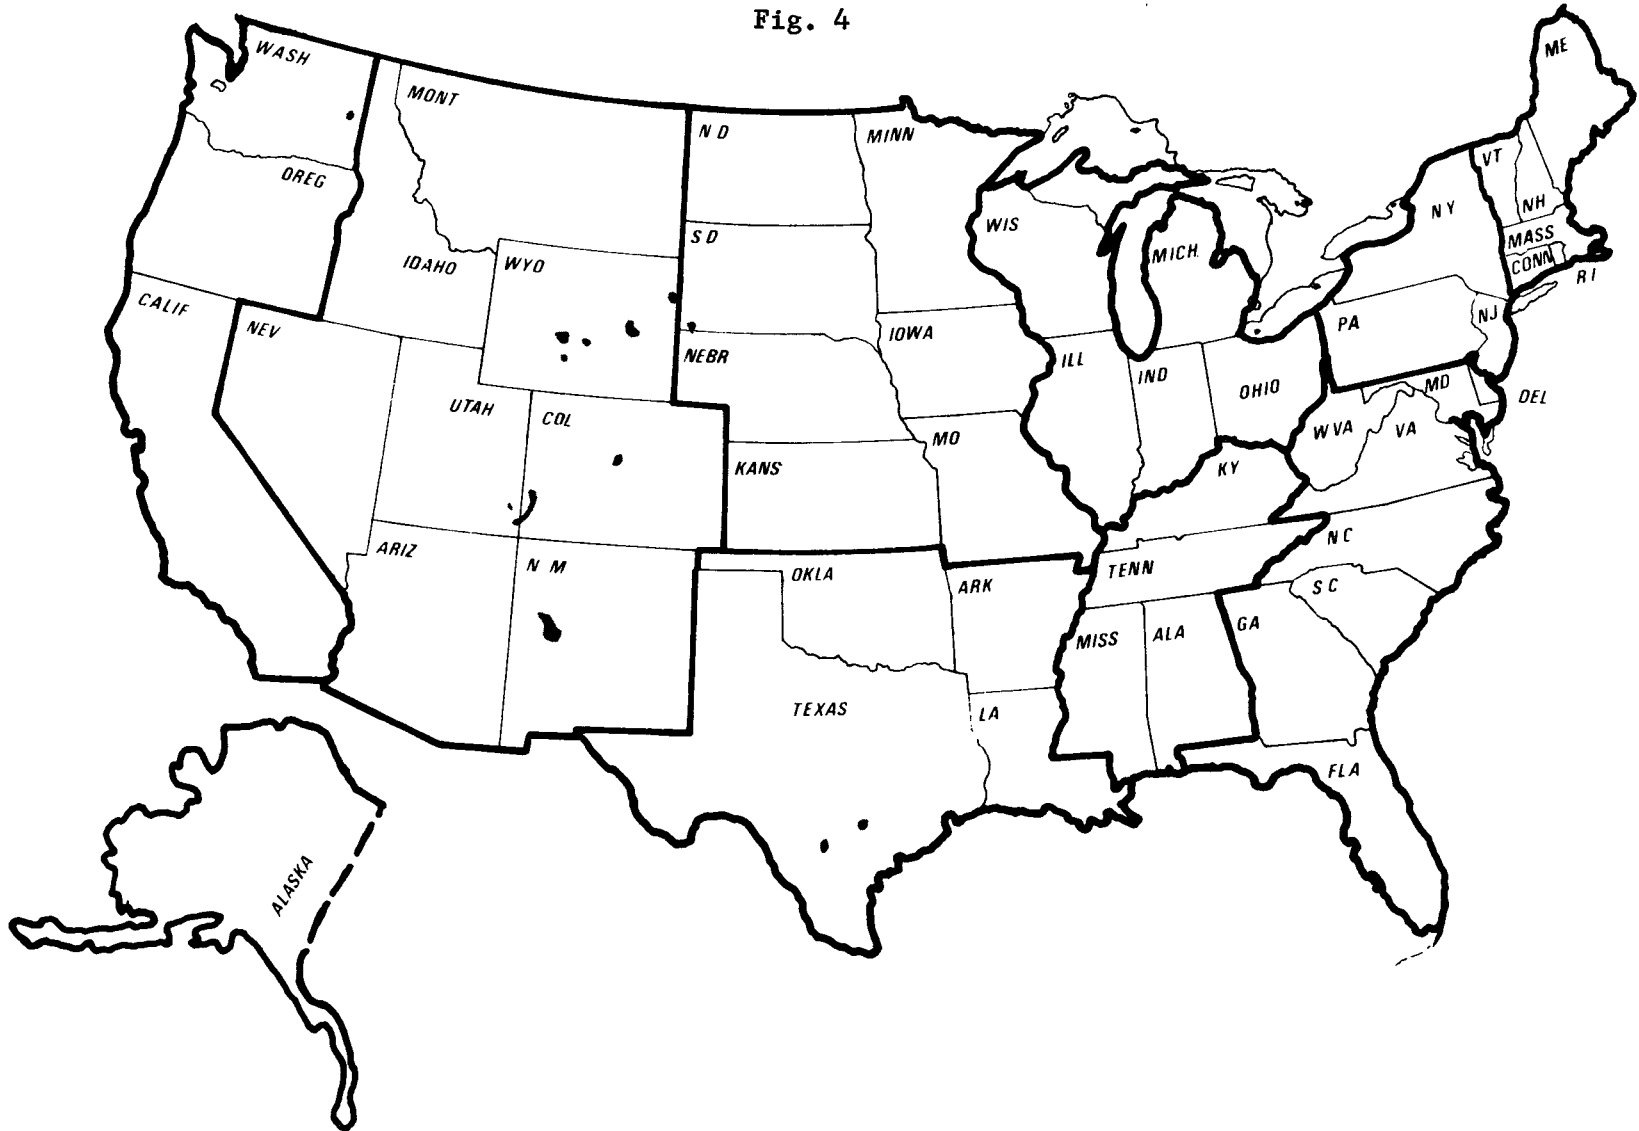 Fig. 4
WASH
MONT
OREG
IDAHO
WYO
CALIF
NEV
UTAH
COL
ARIZ
N M
N D
MINN
S D
WIS
MICH.
IOWA
NEBR
ILL
IND
OHIO
MO
KANS
KY
OKLA
ARK
TENN
MISS
ALA
GA
TEXAS
LA
FLA
S C
N C
W VA
VA
MD
DEL
PA
NJ
NY
VT
NH
ME
MASS
CONN
R I
ALASKA